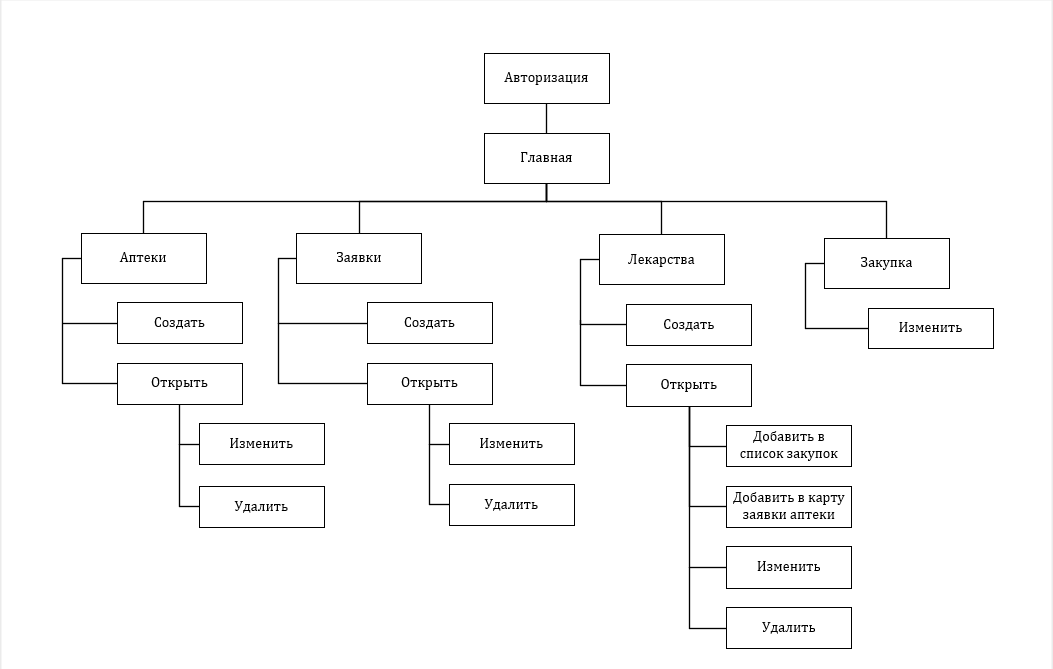 Авторизация
Главная
Аптеки
Заявки
Лекарства
Закупка
Создать
Создать
Создать
Изменить
Открыть
Открыть
Открыть
Изменить
Изменить
Добавить в
список закупок
Удалить
Удалить
Добавить в карту
заявки аптеки
Изменить
Удалить